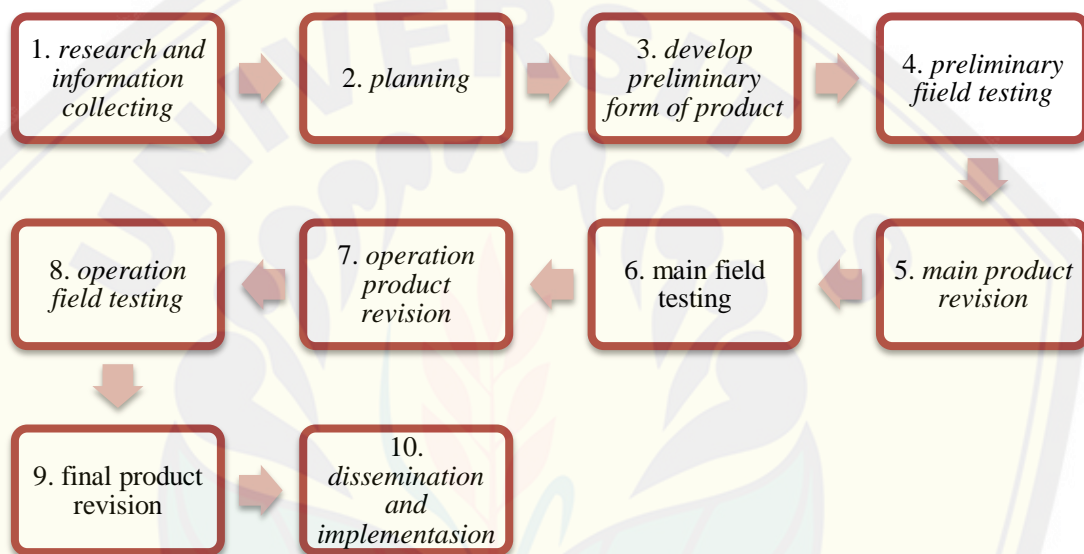 UNIVERSITAS
1. research and
information
collecting
2. planning
3. develop
preliminary
form of product
4. preliminary
fiield testing
5. main product
revision
6. main field
testing
7. operation
product
revision
8. operation
field testing
9. final product
revision
10.
dissemination
and
implementasion